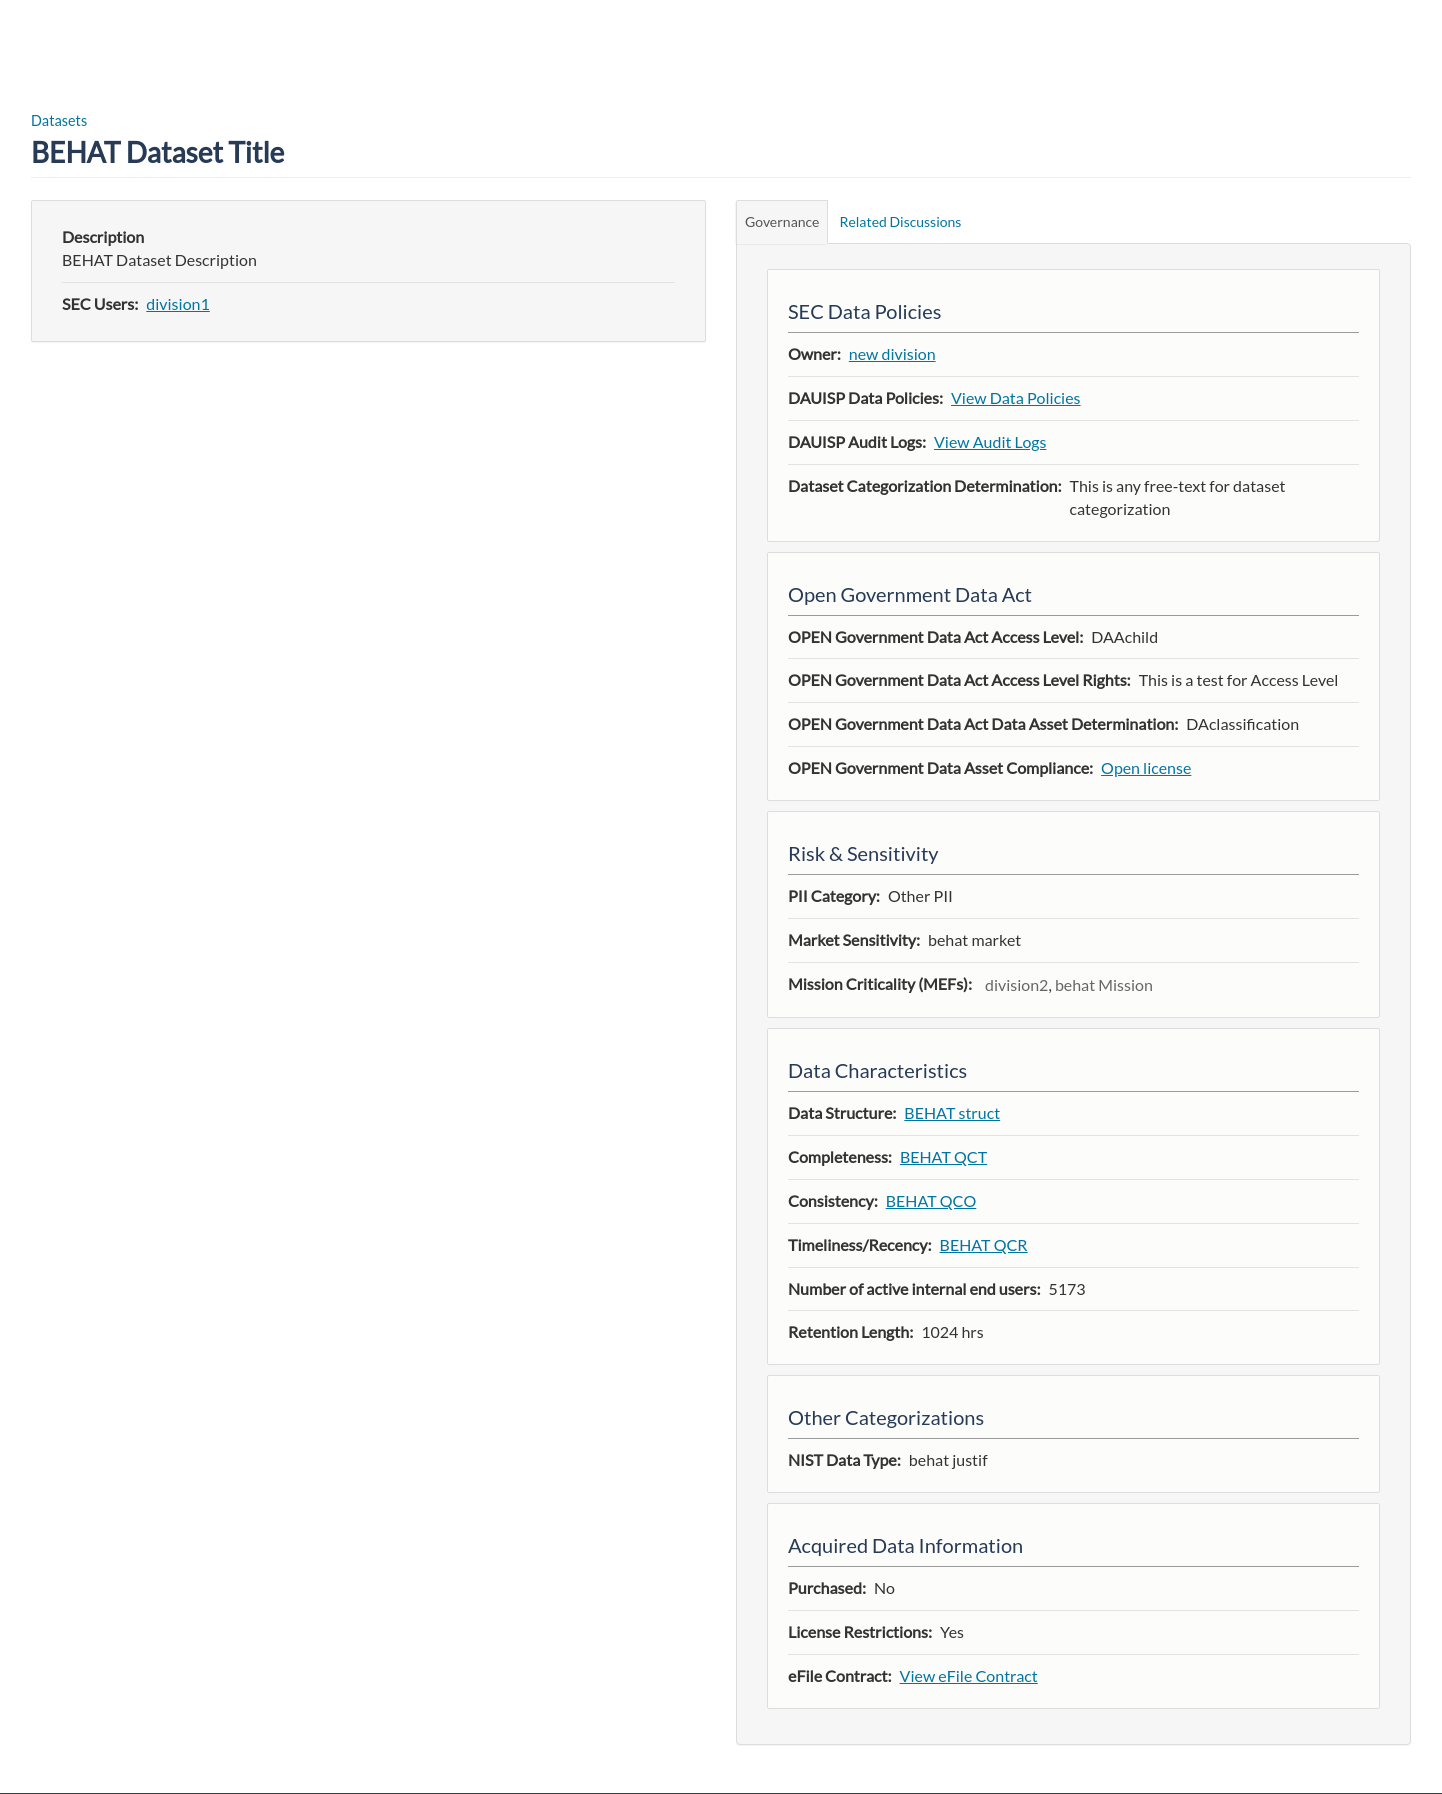 Datasets
BEHAT Dataset Title
Description
BEHAT Dataset Description
SEC Users: division1
Governance Related Discussions
SEC Data Policies
Owner: new division
DAUISP Data Policies: View Data Policies
DAUISP Audit Logs: View Audit Logs
Dataset Categorization Determination: This is any free-text for dataset
categorization
Open Government Data Act
OPEN Government Data Act Access Level: DAAchild
OPEN Government Data Act Access Level Rights: This is a test for Access Level
OPEN Government Data Act Data Asset Determination: DAclassification
OPEN Government Data Asset Compliance: Open license
Risk & Sensitivity
PII Category: Other PII
Market Sensitivity: behat market
Mission Criticality (MEFs): division2, behat Mission
Data Characteristics
Data Structure: BEHAT struct
Completeness: BEHAT QCT
Consistency: BEHAT QCO
Timeliness/Recency: BEHAT QCR
Number of active internal end users: 5173
Retention Length: 1024 hrs
Other Categorizations
NIST Data Type: behat justif
Acquired Data Information
Purchased: No
License Restrictions: Yes
eFile Contract: View eFile Contract